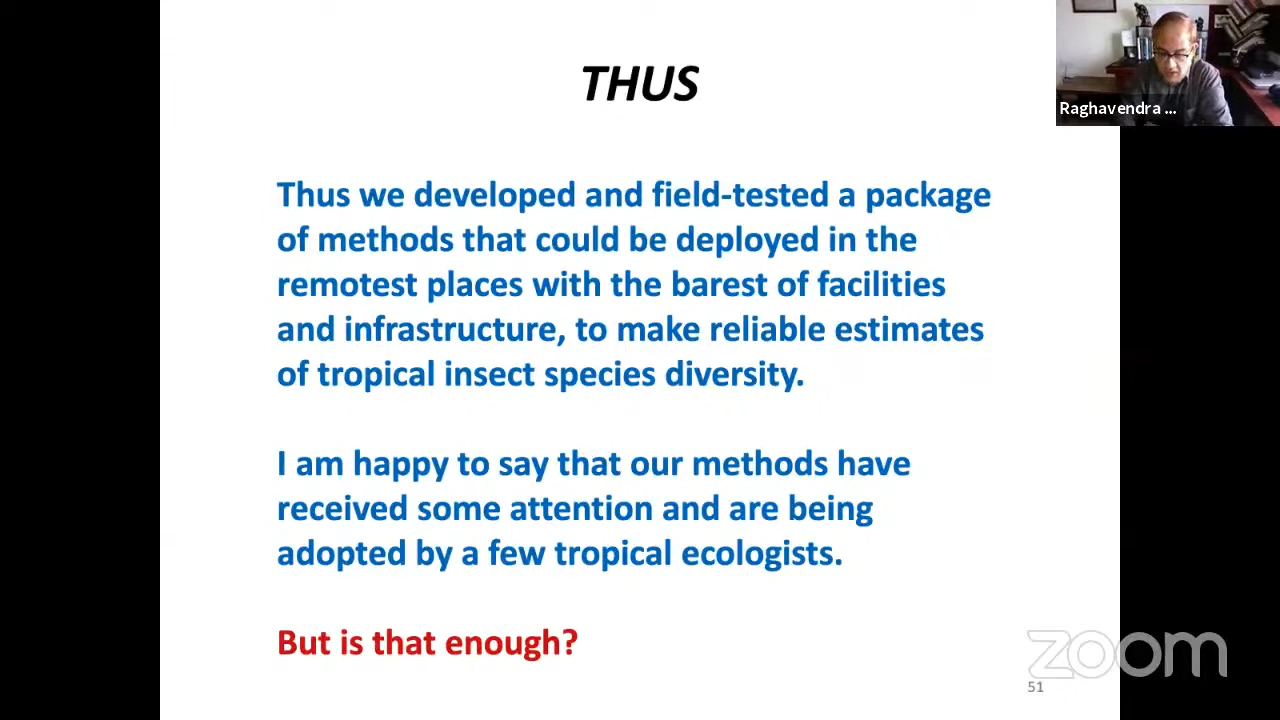 THUS
Raghavendra ...
Thus we developed and field-tested a package
of methods that could be deployed in the
remotest places with the barest of facilities
and infrastructure, to make reliable estimates
of tropical insect species diversity.
I am happy to say that our methods have
received some attention and are being
adopted by a few tropical ecologists.
But is that enough?
zoom
51